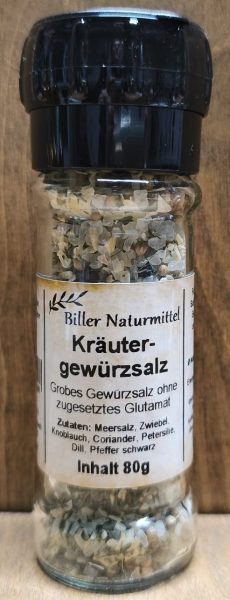 Biller Naturmittel
Kräuter-
gewürzsalz
Grobes Gewürzsalz ohne
zugesetztes Glutamat
Zutaten: Meersalz, Zwiebel,
Knoblauch, Coriander, Petersilie,
Dill, Pfeffer schwarz
Inhalt 80g